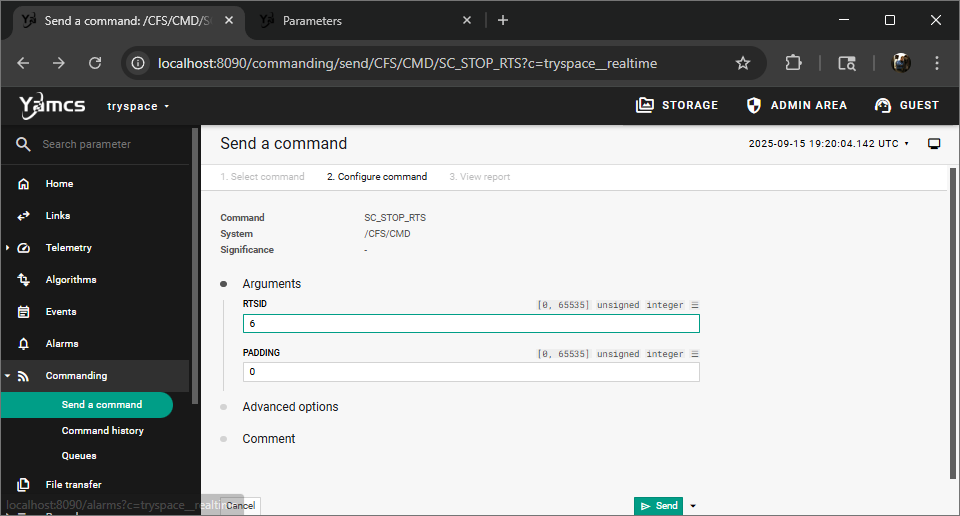 Send a command: /CFS/CMD/SC
Parameters
localhost:8090/commanding/send/CFS/CMD/SC_STOP_RTS?c=tryspace__realtime
Yamcs
tryspace
STORAGE
ADMIN AREA
GUEST
Search parameter
Home
Links
Telemetry
Algorithms
Events
Alarms
Commanding
Send a command
Command history
Queues
File transfer
localhost:8090/alarms?c=tryspace__realtime
Send a command
2025-09-15 19:20:04.142 UTC
1. Select command
2. Configure command
3. View report
Command SC_STOP_RTS
System /CFS/CMD
Significance -
Arguments
RTSID [0, 65535] unsigned integer
6
PADDING [0, 65535] unsigned integer
0
Advanced options
Comment
Cancel
Send